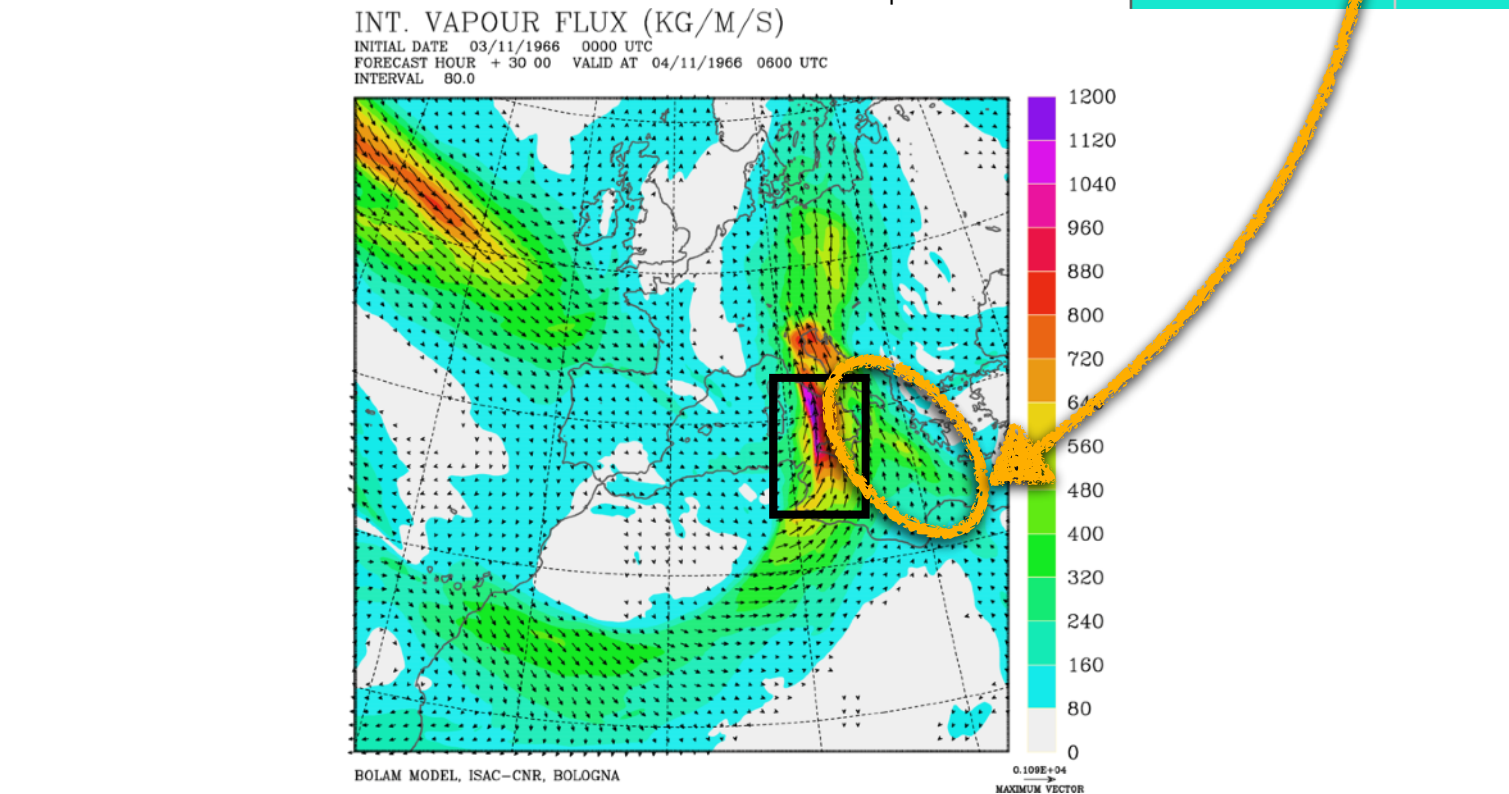 INT. VAPOUR FLUX (KG/M/S)
INITIAL DATE 03/11/1966 0000 UTC
FORECAST HOUR + 30 00 VALID AT 04/11/1966 0600 UTC
INTERVAL 80.0
1200
1120
1040
960
880
800
720
640
560
480
400
320
240
160
80
0
BOLAM MODEL, ISAC-CNR, BOLOGNA
0.109E+04
MAXIMUM VECTOR